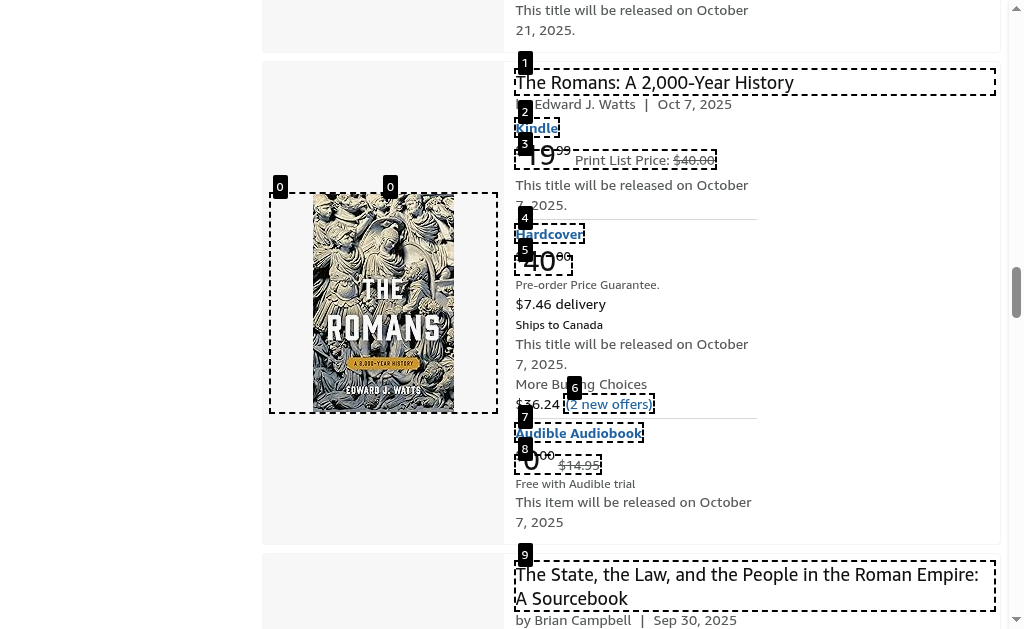 This title will be released on October
21, 2025.
1
The Romans: A 2,000-Year History
Edward J. Watts | Oct 7, 2025
2
Kindle
3
19 99 Print List Price: $40.00
This title will be released on October
7, 2025.
0 0
4
Hardcover
5
40 00
Pre-order Price Guarantee.
$7.46 delivery
Ships to Canada
This title will be released on October
7, 2025.
More Buying Choices
6
$36.24 (2 new offers)
7
Audible Audiobook
8
0 00 $14.95
Free with Audible trial
This item will be released on October
7, 2025
THE
ROMANS
A 2,000-YEAR HISTORY
EDWARD J. WATTS
9
The State, the Law, and the People in the Roman Empire:
A Sourcebook
by Brian Campbell | Sep 30, 2025